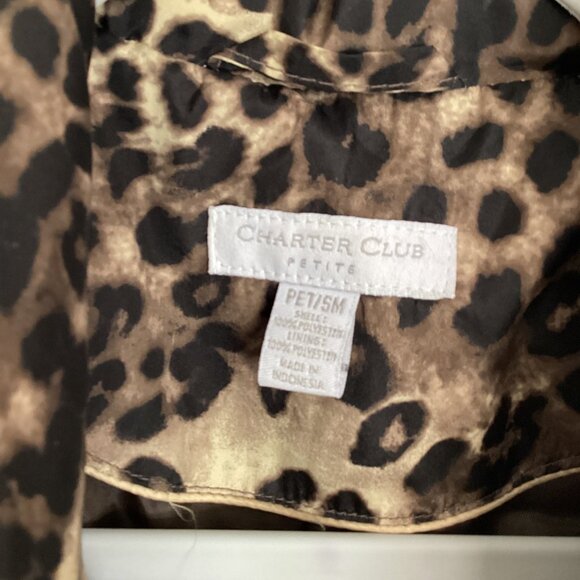 CHARTER CLUB
PETITE
PET/SM
SHELL:
100% POLYESTER
LINING:
100% POLYESTER
MADE IN
INDONESIA